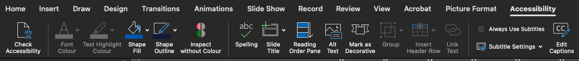 Home Insert Draw Design Transitions Animations Slide Show Record Review View Acrobat Picture Format Accessibility
Check Accessibility
Font Colour
Text Highlight Colour
Shape Fill
Shape Outline
Inspect without Colour
abc
Spelling
Slide Title
Reading Order Pane
Alt Text
Mark as Decorative
Group
Insert Header Row
Link Text
Always Use Subtitles
Subtitle Settings
CC
Edit Captions